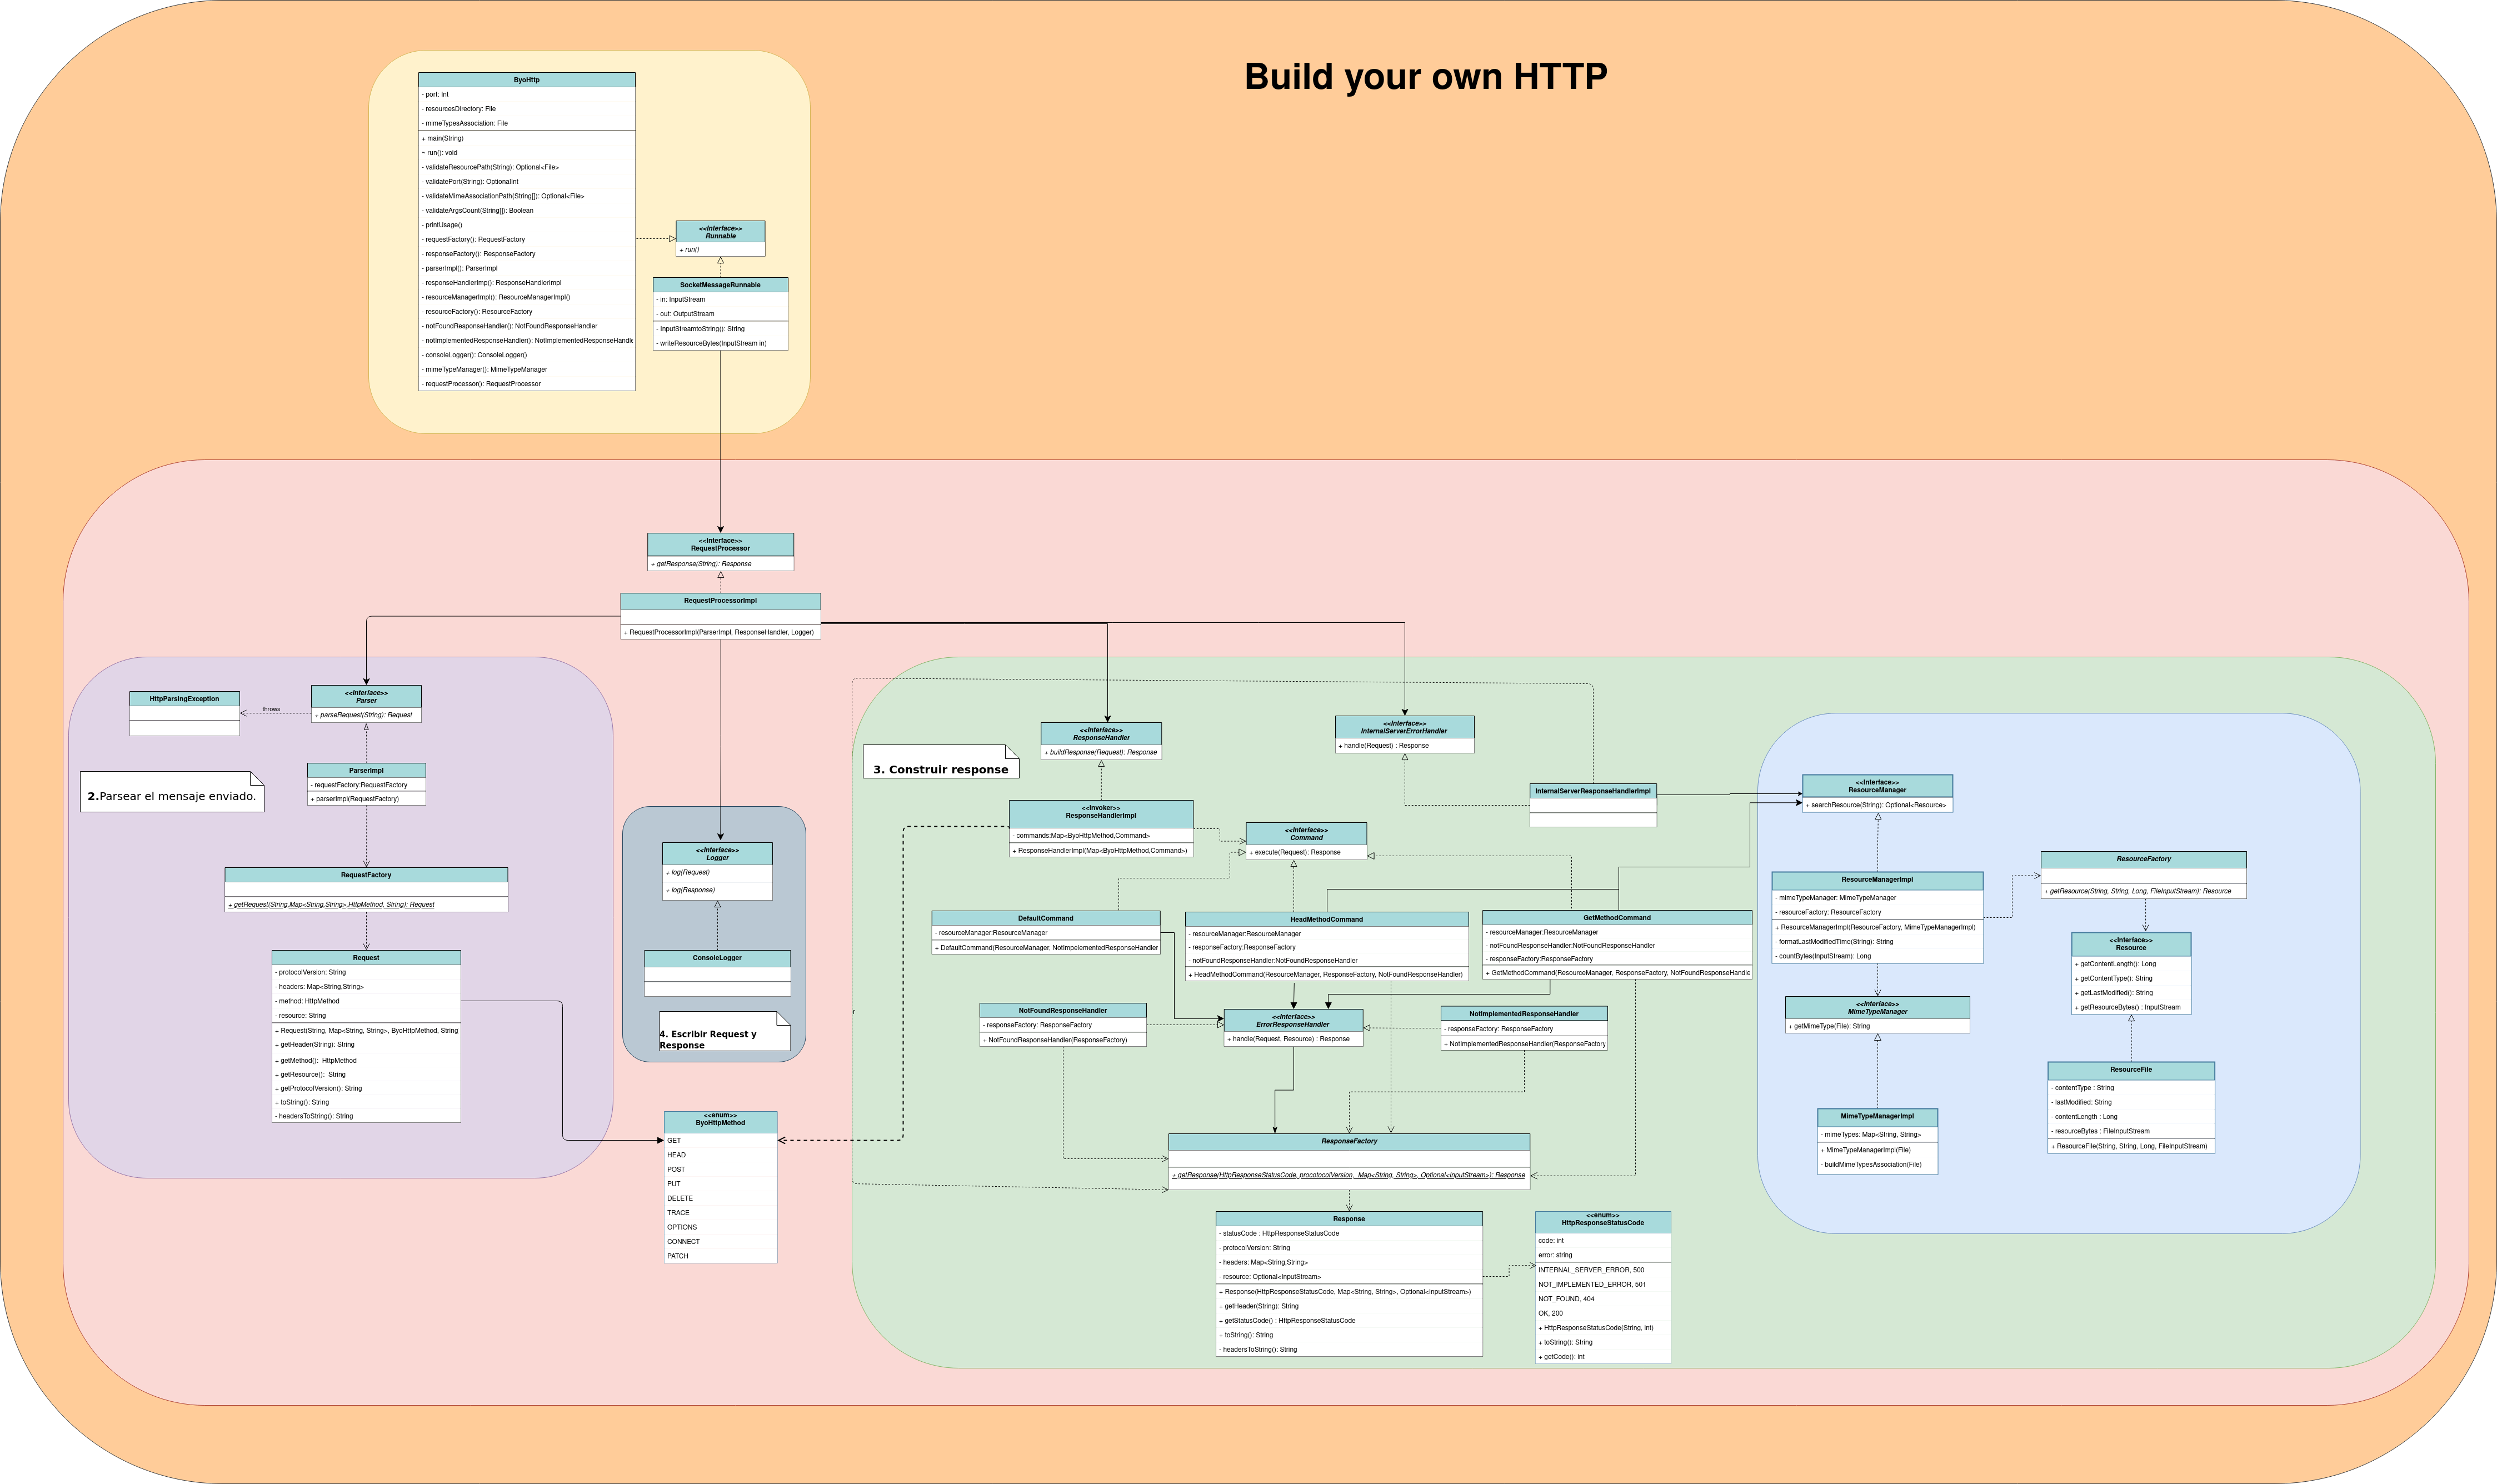 Build your own HTTP
ByoHttp
- port: Int
- resourcesDirectory: File
- mimeTypesAssociation: File
+ main(String)
~ run(): void
- validateResourcePath(String): Optional<File>
- validatePort(String): OptionalInt
- validateMimeAssociationPath(String[]): Optional<File>
- validateArgsCount(String[]): Boolean
- printUsage()
- requestFactory(): RequestFactory
- responseFactory(): ResponseFactory
- parserImpl(): ParserImpl
- responseHandlerImp(): ResponseHandlerImpl
- resourceManagerImpl(): ResourceManagerImpl()
- resourceFactory(): ResourceFactory
- notFoundResponseHandler(): NotFoundResponseHandler
- notImplementedResponseHandler(): NotImplementedResponseHandle
- consoleLogger(): ConsoleLogger()
- mimeTypeManager(): MimeTypeManager
- requestProcessor(): RequestProcessor
<<Interface>>
Runnable
+ run()
SocketMessageRunnable
- in: InputStream
- out: OutputStream
- InputStreamtoString(): String
- writeResourceBytes(InputStream in)
<<Interface>>
RequestProcessor
+ getResponse(String): Response
RequestProcessorImpl
+ RequestProcessorImpl(ParserImpl, ResponseHandler, Logger)
HttpParsingException
throws
<<Interface>>
Parser
+ parseRequest(String): Request
2.Parsear el mensaje enviado.
ParserImpl
- requestFactory:RequestFactory
+ parserImpl(RequestFactory)
RequestFactory
+ getRequest(String,Map<String,String>,HttpMethod, String): Request
Request
- protocolVersion: String
- headers: Map<String,String>
- method: HttpMethod
- resource: String
+ Request(String, Map<String, String>, ByoHttpMethod, String
+ getHeader(String): String
+ getMethod():  HttpMethod
+ getResource():  String
+ getProtocolVersion(): String
+ toString(): String
- headersToString(): String
<<Interface>>
Logger
+ log(Request)
+ log(Response)
ConsoleLogger
4. Escribir Request y
Response
<<enum>>
ByoHttpMethod
GET
HEAD
POST
PUT
DELETE
TRACE
OPTIONS
CONNECT
PATCH
3. Construir response
r
<<Interface>>
ResponseHandler
+ buildResponse(Request): Response
<<Interface>>
InternalServerErrorHandler
+ handle(Request) : Response
InternalServerResponseHandlerImpl
<<Invoker>>
ResponseHandlerImpl
- commands:Map<ByoHttpMethod,Command>
+ ResponseHandlerImpl(Map<ByoHttpMethod,Command>)
<<Interface>>
Command
+ execute(Request): Response
DefaultCommand
- resourceManager:ResourceManager
+ DefaultCommand(ResourceManager, NotImpelementedResponseHandler
HeadMethodCommand
- resourceManager:ResourceManager
- responseFactory:ResponseFactory
- notFoundResponseHandler:NotFoundResponseHandler
+ HeadMethodCommand(ResourceManager, ResponseFactory, NotFoundResponseHandler)
GetMethodCommand
- resourceManager:ResourceManager
- notFoundResponseHandler:NotFoundResponseHandler
- responseFactory:ResponseFactory
+ GetMethodCommand(ResourceManager, ResponseFactory, NotFoundResponseHandle
NotFoundResponseHandler
- responseFactory: ResponseFactory
+ NotFoundResponseHandler(ResponseFactory)
<<Interface>>
ErrorResponseHandler
+ handle(Request, Resource) : Response
NotImplementedResponseHandler
- responseFactory: ResponseFactory
+ NotImplementedResponseHandler(ResponseFactory
ResponseFactory
+ getResponse(HttpResponseStatusCode, procotocolVersion,  Map<String, String>, Optional<InputStream>); Response
Response
- statusCode : HttpResponseStatusCode
- protocolVersion: String
- headers: Map<String,String>
- resource: Optional<InputStream>
+ Response(HttpResponseStatusCode, Map<String, String>, Optional<InputStream>)
+ getHeader(String): String
+ getStatusCode() : HttpResponseStatusCode
+ toString(): String
- headersToString(): String
<<enum>>
HttpResponseStatusCode
code: int
error: string
INTERNAL_SERVER_ERROR, 500
NOT_IMPLEMENTED_ERROR, 501
NOT_FOUND, 404
OK, 200
+ HttpResponseStatusCode(String, int)
+ toString(): String
+ getCode(): int
<<Interface>>
ResourceManager
+ searchResource(String): Optional<Resource>
ResourceManagerImpl
- mimeTypeManager: MimeTypeManager
- resourceFactory: ResourceFactory
+ ResourceManagerImpl(ResourceFactory, MimeTypeManagerImpl)
- formatLastModifiedTime(String): String
- countBytes(InputStream): Long
<<Interface>>
MimeTypeManager
+ getMimeType(File): String
MimeTypeManagerImpl
- mimeTypes: Map<String, String>
+ MimeTypeManagerImpl(File)
- buildMimeTypesAssociation(File)
ResourceFactory
+ getResource(String, String, Long, FileInputStream): Resource
<<Interface>>
Resource
+ getContentLength(): Long
+ getContentType(): String
+ getLastModified(): String
+ getResourceBytes() : InputStream
ResourceFile
- contentType : String
- lastModified: String
- contentLength : Long
- resourceBytes : FileInputStream
+ ResourceFile(String, String, Long, FileInputStream)